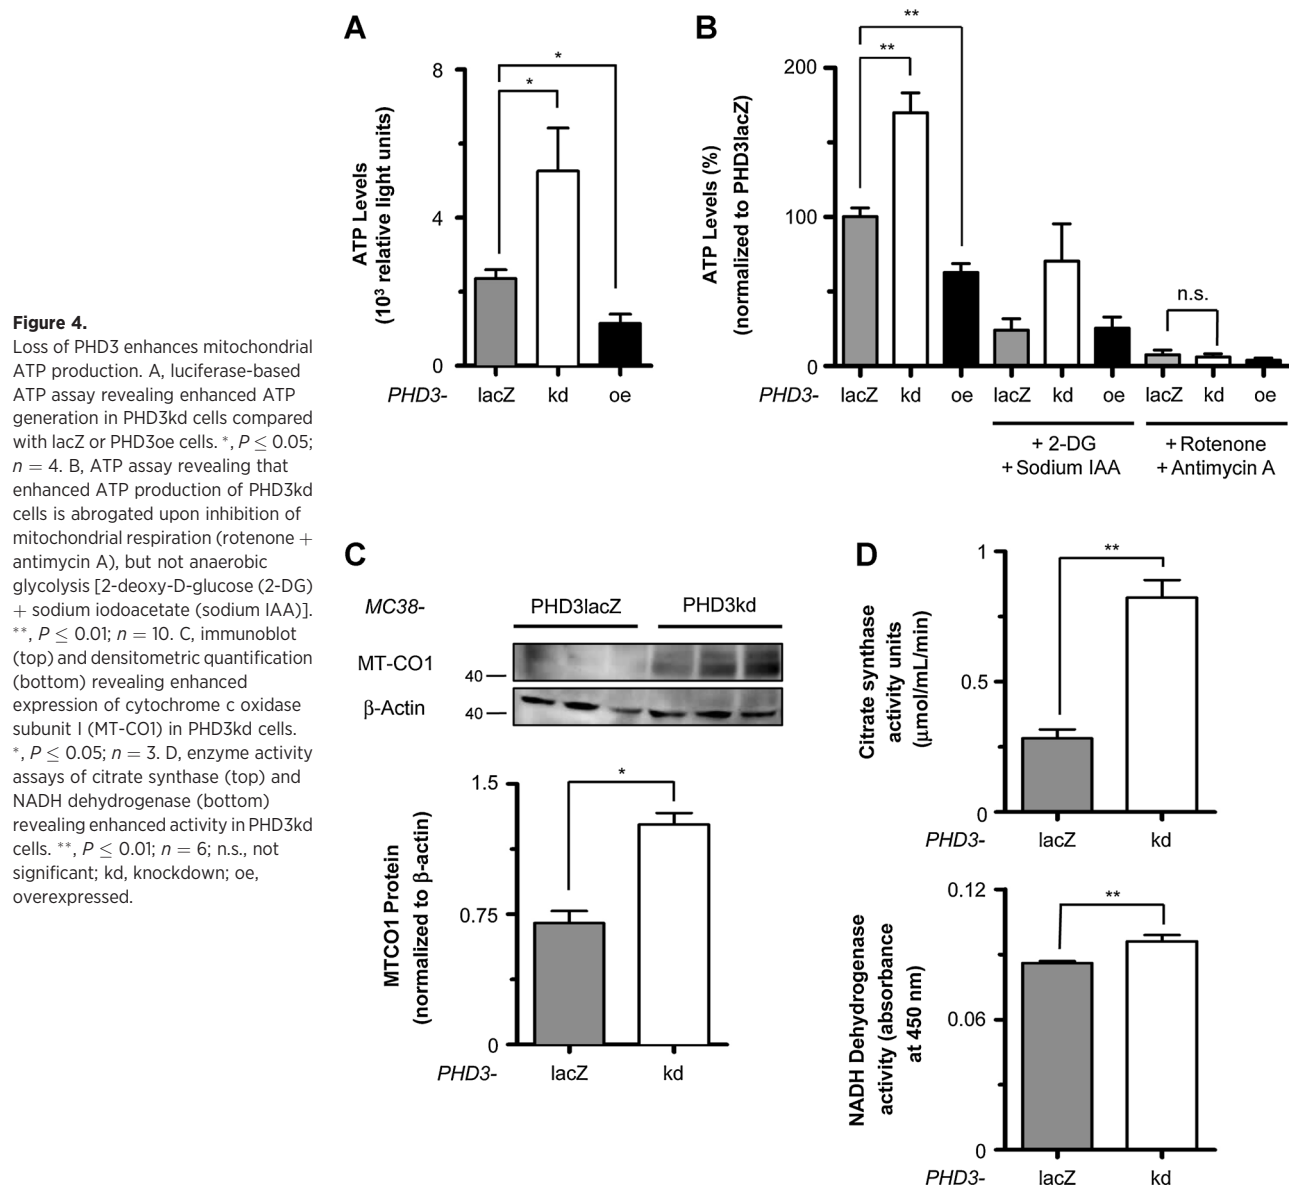 Figure 4.
Loss of PHD3 enhances mitochondrial
ATP production. A, luciferase-based
ATP assay revealing enhanced ATP
generation in PHD3kd cells compared
with lacZ or PHD3oe cells. *, P ≤ 0.05;
n = 4. B, ATP assay revealing that
enhanced ATP production of PHD3kd
cells is abrogated upon inhibition of
mitochondrial respiration (rotenone +
antimycin A), but not anaerobic
glycolysis [2-deoxy-D-glucose (2-DG)
+ sodium iodoacetate (sodium IAA)].
**, P ≤ 0.01; n = 10. C, immunoblot
(top) and densitometric quantification
(bottom) revealing enhanced
expression of cytochrome c oxidase
subunit I (MT-CO1) in PHD3kd cells.
*, P ≤ 0.05; n = 3. D, enzyme activity
assays of citrate synthase (top) and
NADH dehydrogenase (bottom)
revealing enhanced activity in PHD3kd
cells. **, P ≤ 0.01; n = 6; n.s., not
significant; kd, knockdown; oe,
overexpressed.
A
ATP Levels
(10³ relative light units)
8
4
0
*
*
PHD3- lacZ kd oe
B
ATP Levels (%)
(normalized to PHD3lacZ)
200
100
0
**
**
n.s.
PHD3- lacZ kd oe lacZ kd oe lacZ kd oe
+ 2-DG
+ Sodium IAA
+ Rotenone
+ Antimycin A
C
MC38- PHD3lacZ PHD3kd
MT-CO1 40
β-Actin 40
MTCO1 Protein
(normalized to β-actin)
1.5
0.75
0
*
PHD3- lacZ kd
D
Citrate synthase
activity units
(μmol/mL/min)
1
0.5
0
**
PHD3- lacZ kd
NADH Dehydrogenase
activity (absorbance
at 450 nm)
0.12
0.06
0
**
PHD3- lacZ kd